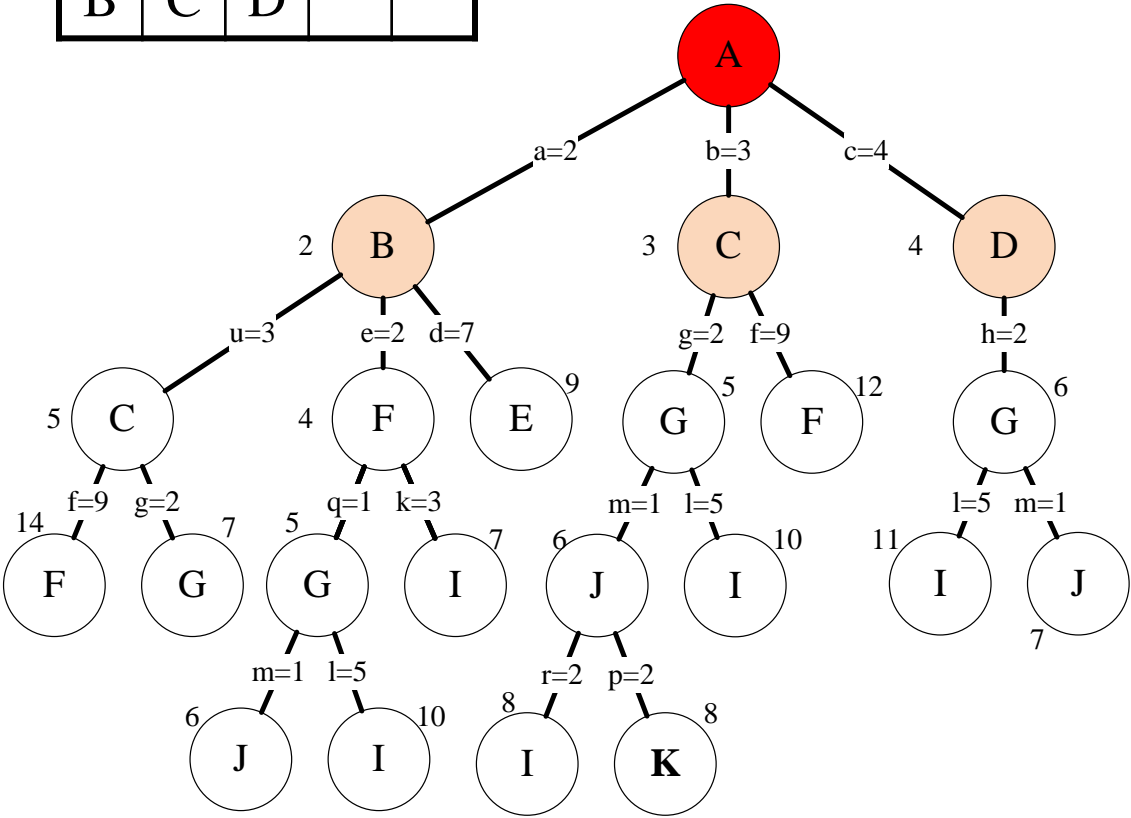 B C D
A
a=2 b=3 c=4
2 B 3 C 4 D
u=3 e=2 d=7 g=2 f=9 h=2
5 C 4 F E 9 G 5 F 12 G 6
f=9 g=2 q=1 k=3 m=1 l=5 l=5 m=1
14 F G 7 5 G I 7 6 J I 10 11 I J 7
m=1 l=5 r=2 p=2
6 J I 10 8 I K 8